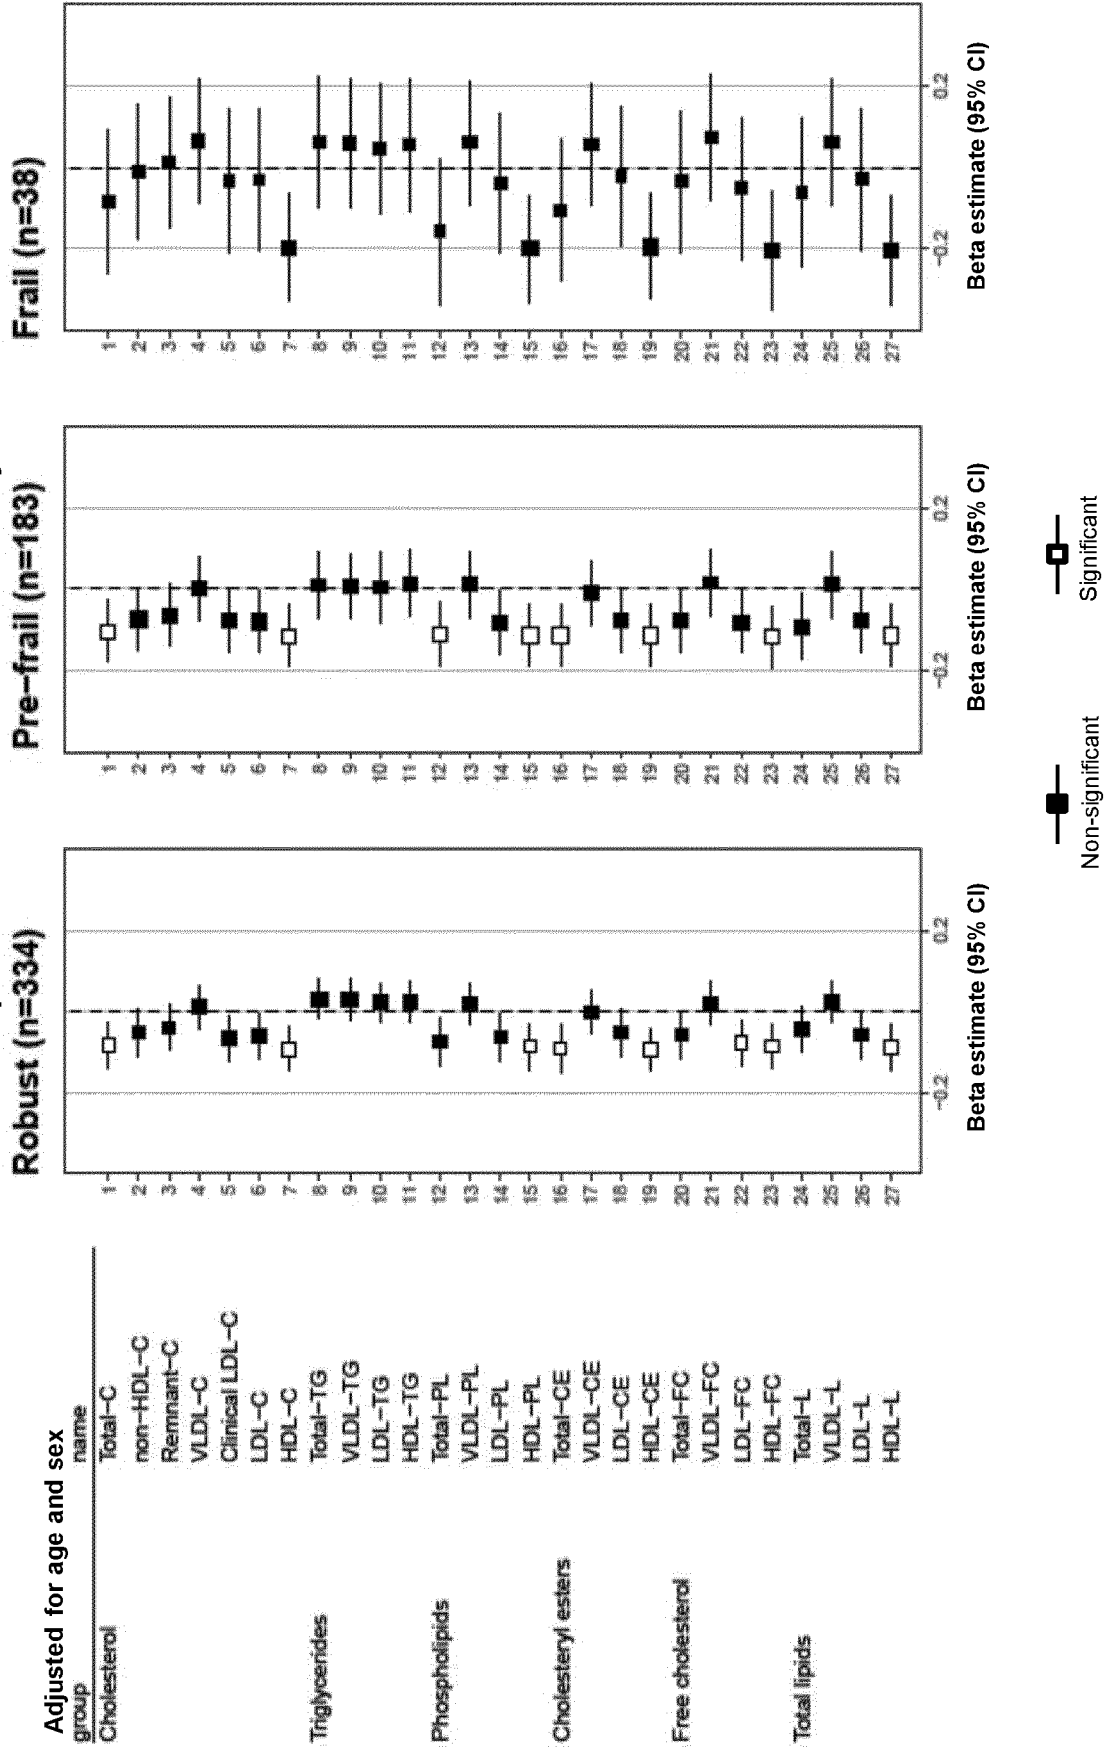 Adjusted for age and sex
group name
Robust (n=334)
Pre-frail (n=183)
Frail (n=38)
Cholesterol Total-C 1 1 1
non-HDL-C 2 2 2
Remnant-C 3 3 3
VLDL-C 4 4 4
Clinical LDL-C 5 5 5
LDL-C 6 6 6
HDL-C 7 7 7
Triglycerides Total-TG 8 8 8
VLDL-TG 9 9 9
LDL-TG 10 10 10
HDL-TG 11 11 11
Phospholipids Total-PL 12 12 12
VLDL-PL 13 13 13
LDL-PL 14 14 14
HDL-PL 15 15 15
Cholesteryl esters Total-CE 16 16 16
VLDL-CE 17 17 17
LDL-CE 18 18 18
HDL-CE 19 19 19
Free cholesterol Total-FC 20 20 20
VLDL-FC 21 21 21
LDL-FC 22 22 22
HDL-FC 23 23 23
Total lipids Total-L 24 24 24
VLDL-L 25 25 25
LDL-L 26 26 26
HDL-L 27 27 27
-0.2 0.2 -0.2 0.2 -0.2 0.2
Beta estimate (95% CI) Beta estimate (95% CI) Beta estimate (95% CI)
Non-significant Significant